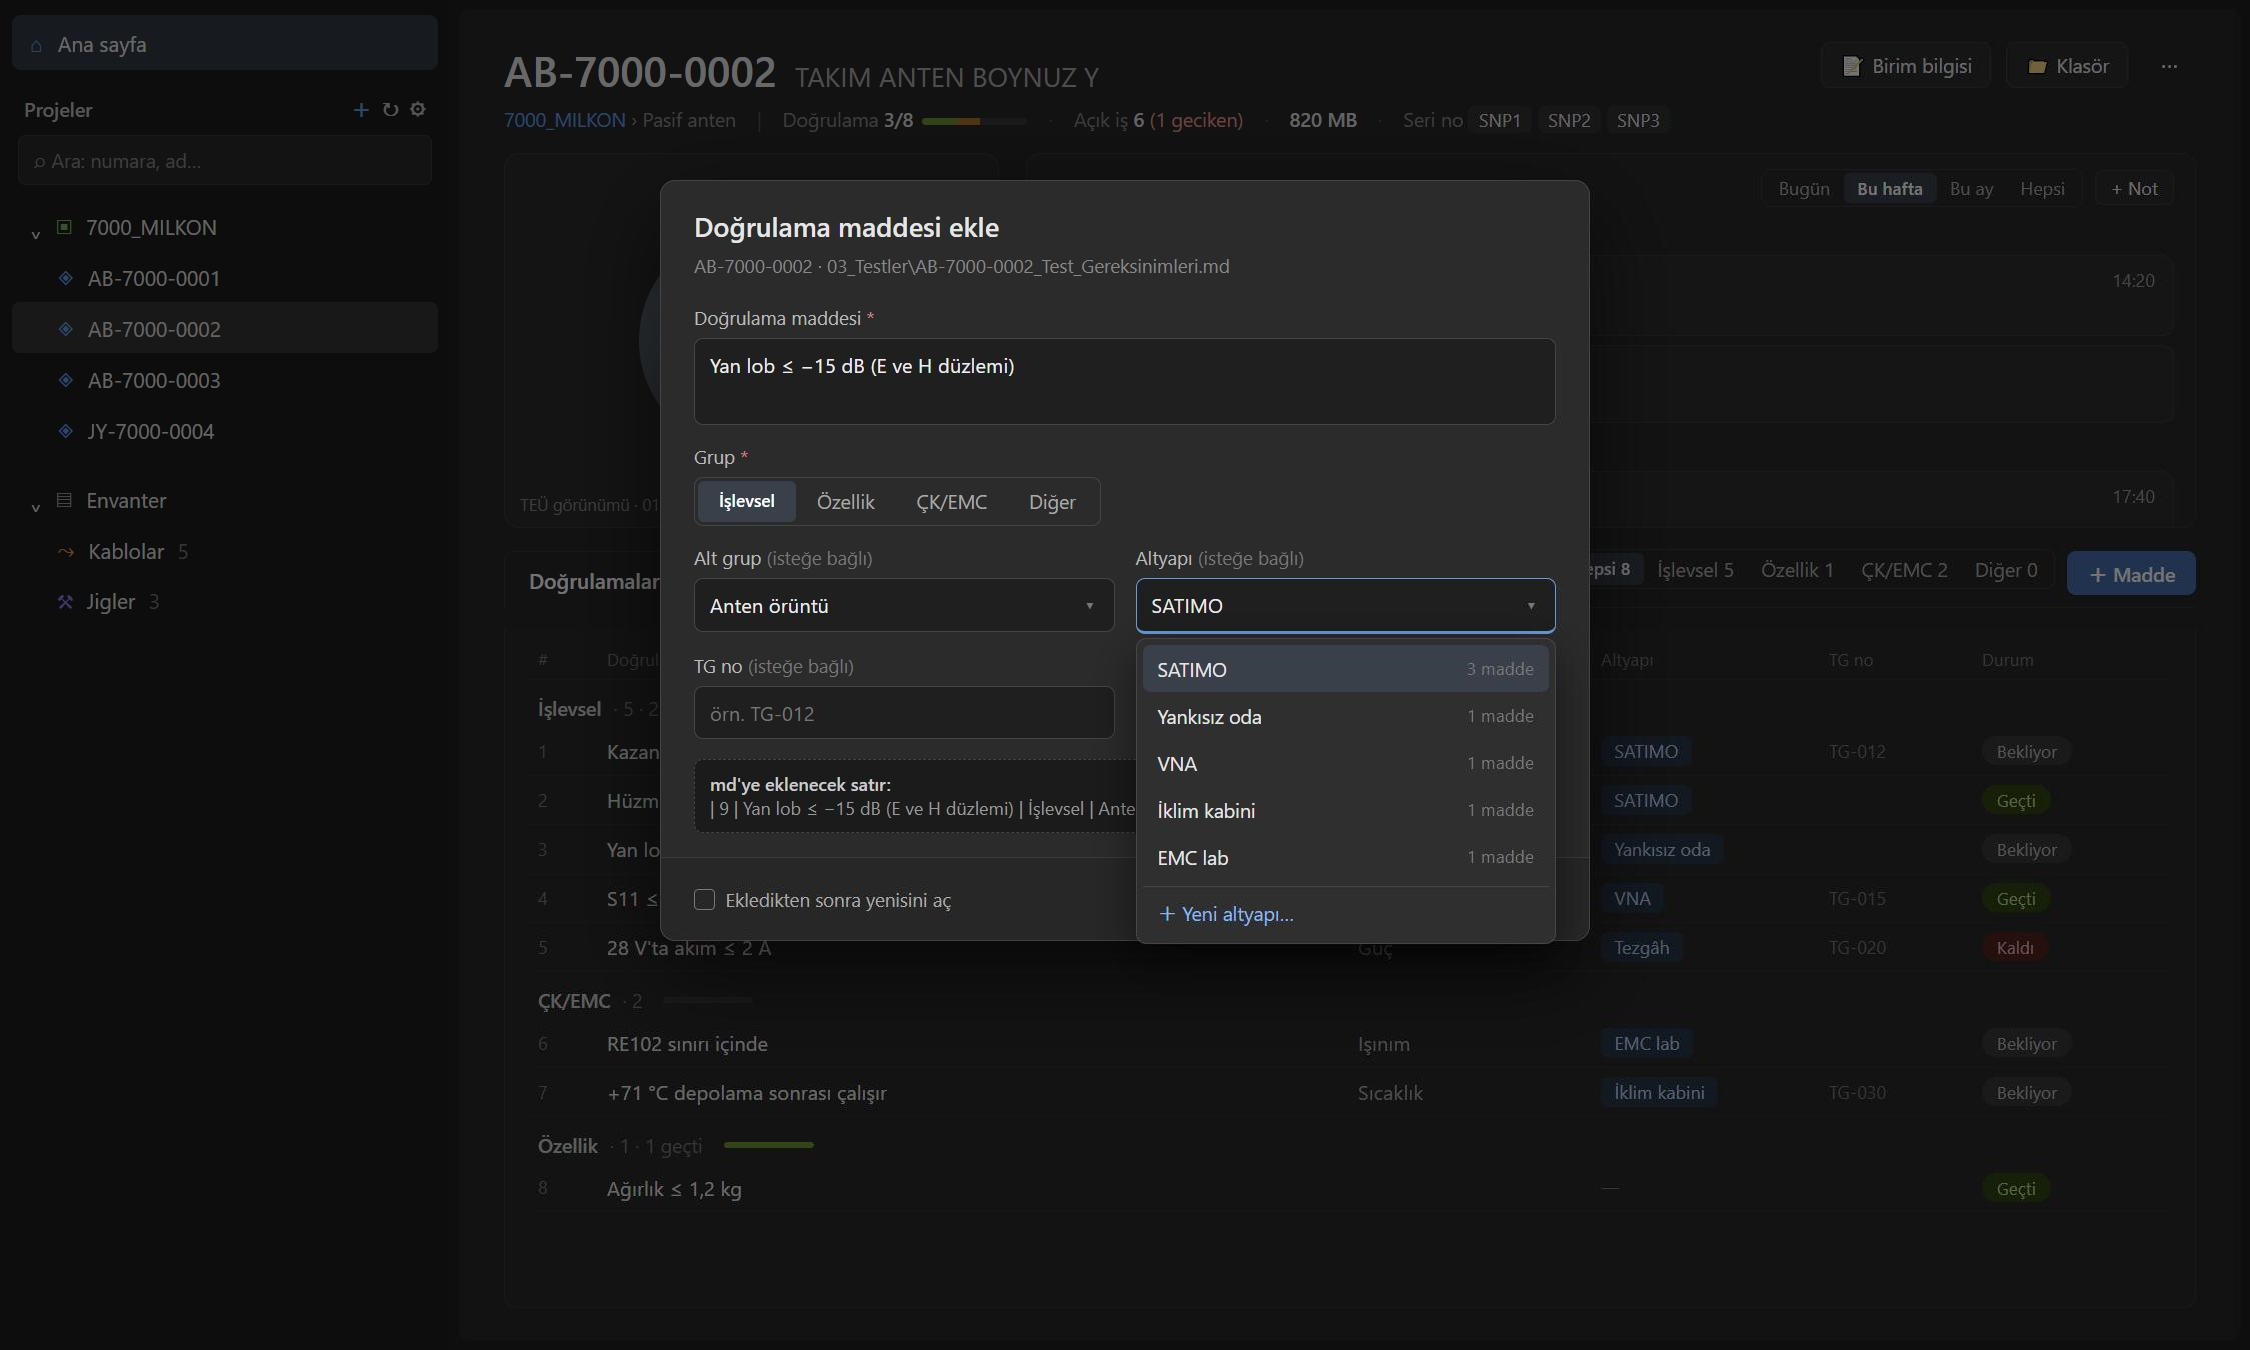 Ana sayfa
Projeler
Ara: numara, ad...
7000_MILKON
AB-7000-0001
AB-7000-0002
AB-7000-0003
JY-7000-0004
Envanter
Kablolar 5
Jigler 3
AB-7000-0002 TAKIM ANTEN BOYNUZ Y
Birim bilgisi
Klasör
7000_MILKON › Pasif anten | Doğrulama 3/8 · Açık iş 6 (1 geciken) · 820 MB · Seri no SNP1 SNP2 SNP3
Bugün Bu hafta Bu ay Hepsi + Not
14:20
17:40
TEÜ görünümü · 01
Doğrulama maddesi ekle
AB-7000-0002 · 03_Testler\AB-7000-0002_Test_Gereksinimleri.md
Doğrulama maddesi *
Yan lob ≤ −15 dB (E ve H düzlemi)
Grup *
İşlevsel Özellik ÇK/EMC Diğer
Alt grup (isteğe bağlı)
Anten örüntü
Altyapı (isteğe bağlı)
SATIMO
SATIMO 3 madde
Yankısız oda 1 madde
VNA 1 madde
İklim kabini 1 madde
EMC lab 1 madde
+ Yeni altyapı...
TG no (isteğe bağlı)
örn. TG-012
md'ye eklenecek satır:
| 9 | Yan lob ≤ −15 dB (E ve H düzlemi) | İşlevsel | Ante
Ekledikten sonra yenisini aç
Doğrulamalar
epsi 8 İşlevsel 5 Özellik 1 ÇK/EMC 2 Diğer 0
+ Madde
# Doğrul Altyapı TG no Durum
İşlevsel · 5 · 2
1 Kazan SATIMO TG-012 Bekliyor
2 Hüzm SATIMO Geçti
3 Yan lo Yankısız oda Bekliyor
4 S11 ≤ VNA TG-015 Geçti
5 28 V'ta akım ≤ 2 A Güç Tezgâh TG-020 Kaldı
ÇK/EMC · 2
6 RE102 sınırı içinde Işınım EMC lab Bekliyor
7 +71 °C depolama sonrası çalışır Sıcaklık İklim kabini TG-030 Bekliyor
Özellik · 1 · 1 geçti
8 Ağırlık ≤ 1,2 kg — Geçti